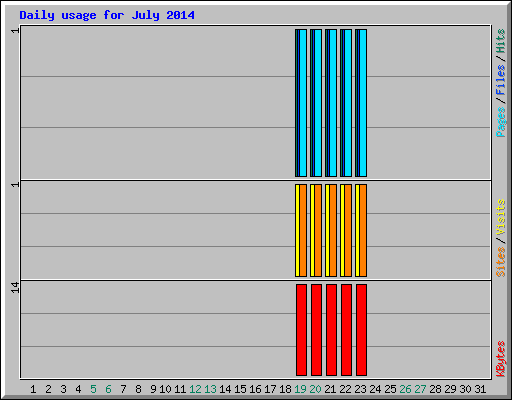 Daily usage for July 2014
1
Pages / Files / Hits
1
Sites / Visits
14
KBytes
1 2 3 4 5 6 7 8 9 10 11 12 13 14 15 16 17 18 19 20 21 22 23 24 25 26 27 28 29 30 31